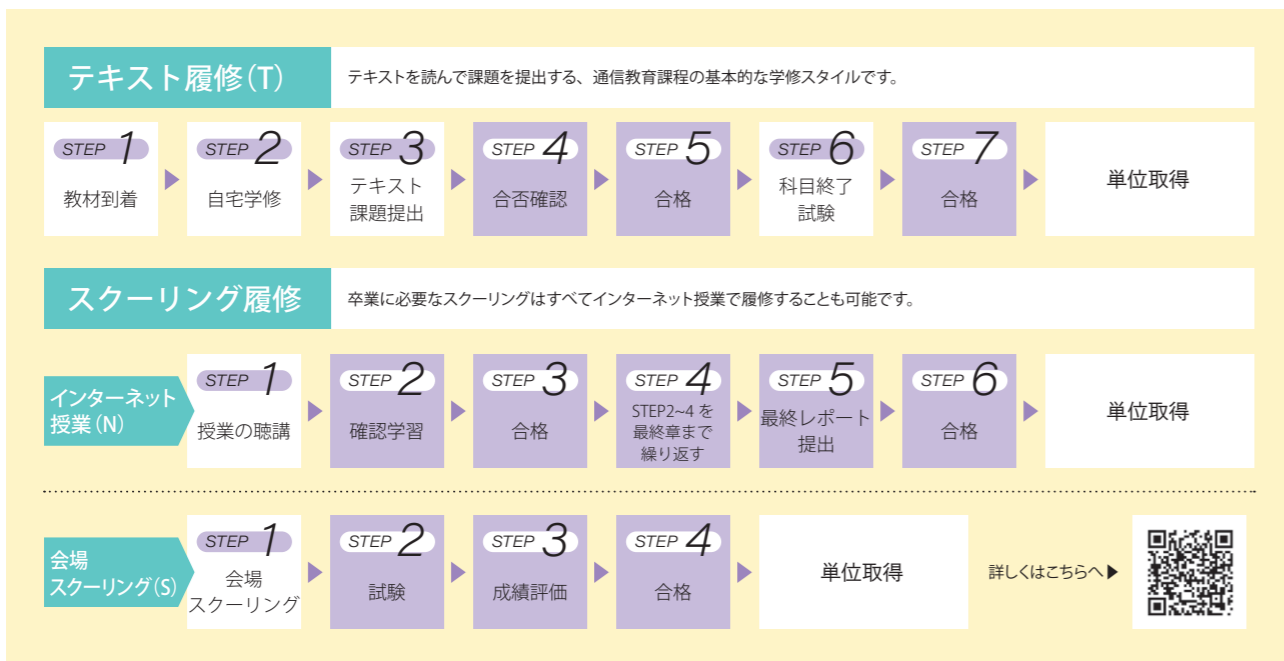 テキスト履修(T)
テキストを読んで課題を提出する、通信教育課程の基本的な学修スタイルです。
STEP 1
教材到着
STEP 2
自宅学修
STEP 3
テキスト
課題提出
STEP 4
合否確認
STEP 5
合格
STEP 6
科目終了
試験
STEP 7
合格
単位取得
スクーリング履修
卒業に必要なスクーリングはすべてインターネット授業で履修することも可能です。
インターネット
授業(N)
STEP 1
授業の聴講
STEP 2
確認学習
STEP 3
合格
STEP 4
STEP2~4を
最終章まで
繰り返す
STEP 5
最終レポート
提出
STEP 6
合格
単位取得
会場
スクーリング(S)
STEP 1
会場
スクーリング
STEP 2
試験
STEP 3
成績評価
STEP 4
合格
単位取得
詳しくはこちらへ▶